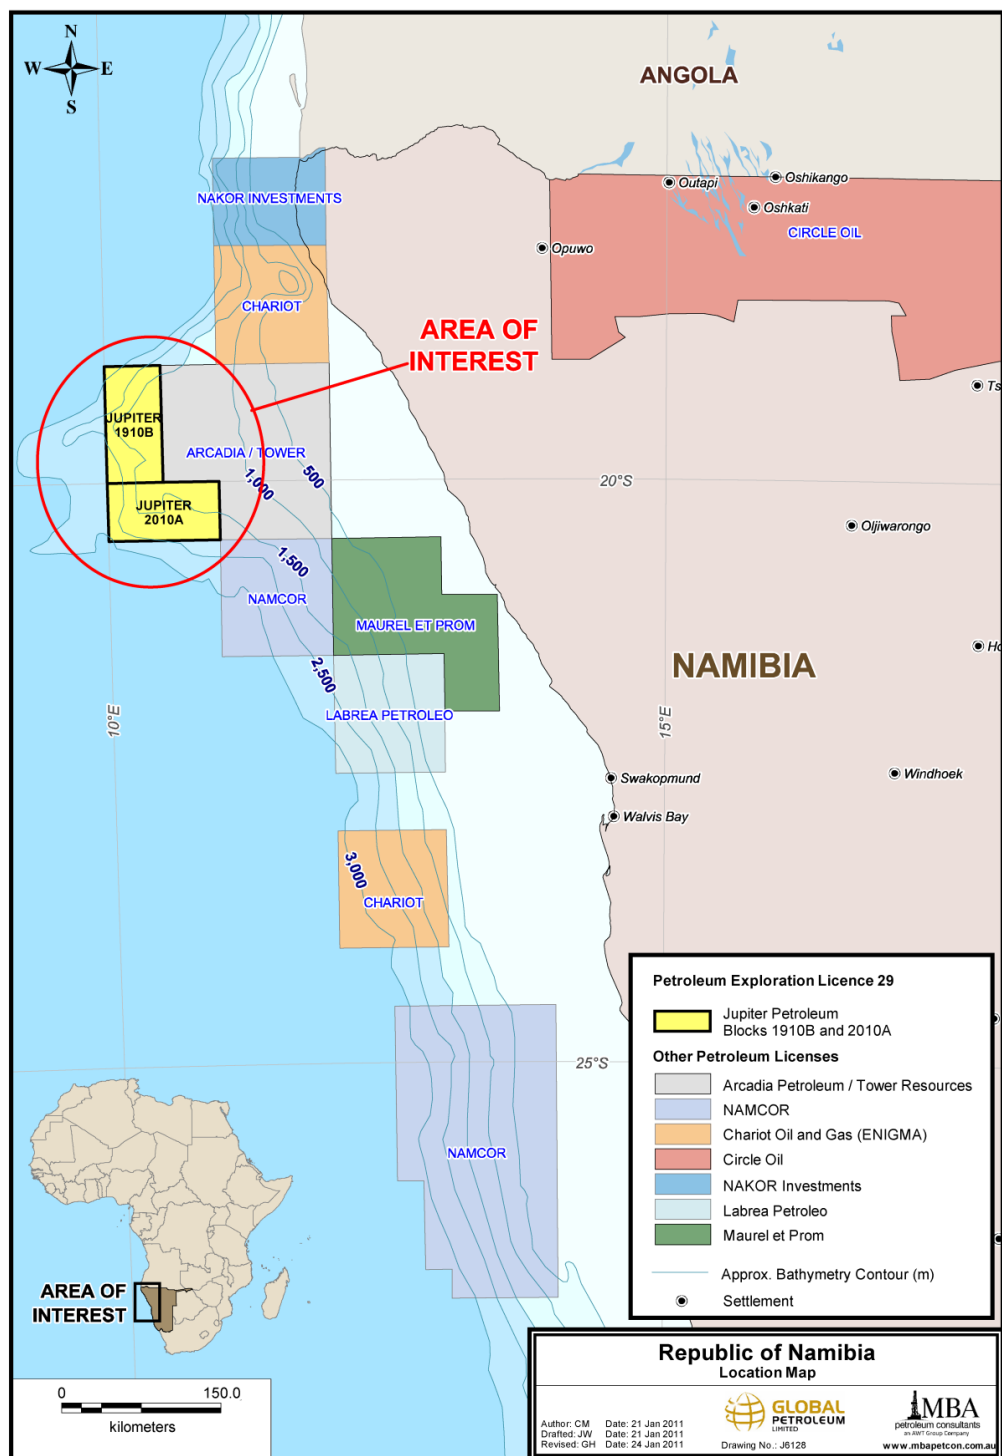 N
W
E
S
ANGOLA
NAKOR INVESTMENTS
Outapi
Oshikango
Oshkati
CIRCLE OIL
Opuwo
CHARIOT
AREA OF
INTEREST
Ts
JUPITER
1910B
ARCADIA / TOWER
500
1,000
20°S
JUPITER
2010A
Oljiwarongo
1,500
NAMCOR
MAUREL ET PROM
Ho
NAMIBIA
2,500
LABREA PETROLEO
10°E
15°E
Swakopmund
Windhoek
Walvis Bay
3,000
CHARIOT
25°S
NAMCOR
Petroleum Exploration Licence 29
Jupiter Petroleum
Blocks 1910B and 2010A
Other Petroleum Licenses
Arcadia Petroleum / Tower Resources
NAMCOR
Chariot Oil and Gas (ENIGMA)
Circle Oil
NAKOR Investments
Labrea Petroleo
Maurel et Prom
Approx. Bathymetry Contour (m)
Settlement
AREA OF
INTEREST
0 150.0
kilometers
Republic of Namibia
Location Map
Author: CM Date: 21 Jan 2011
Drafted: JW Date: 21 Jan 2011
Revised: GH Date: 24 Jan 2011
GLOBAL
PETROLEUM
LIMITED
Drawing No.: J6128
MBA
petroleum consultants
an AWT Group Company
www.mbapetcon.com.au